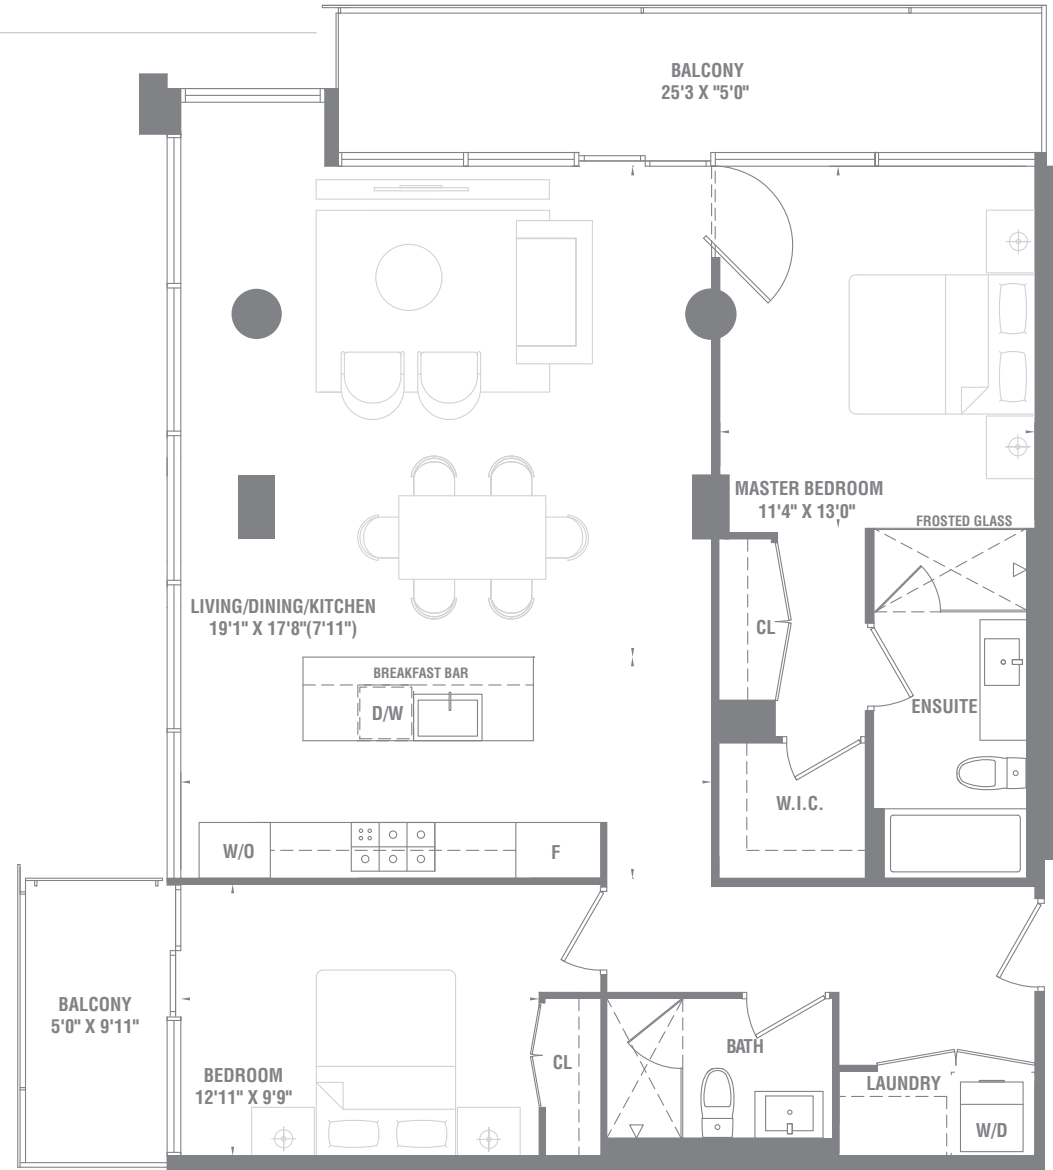 BALCONY
25'3 X "5'0"
MASTER BEDROOM
11'4" X 13'0"
FROSTED GLASS
LIVING/DINING/KITCHEN
19'1" X 17'8"(7'11")
CL
BREAKFAST BAR
D/W
ENSUITE
W.I.C.
W/O
F
BALCONY
5'0" X 9'11"
BEDROOM
12'11" X 9'9"
CL
BATH
LAUNDRY
W/D